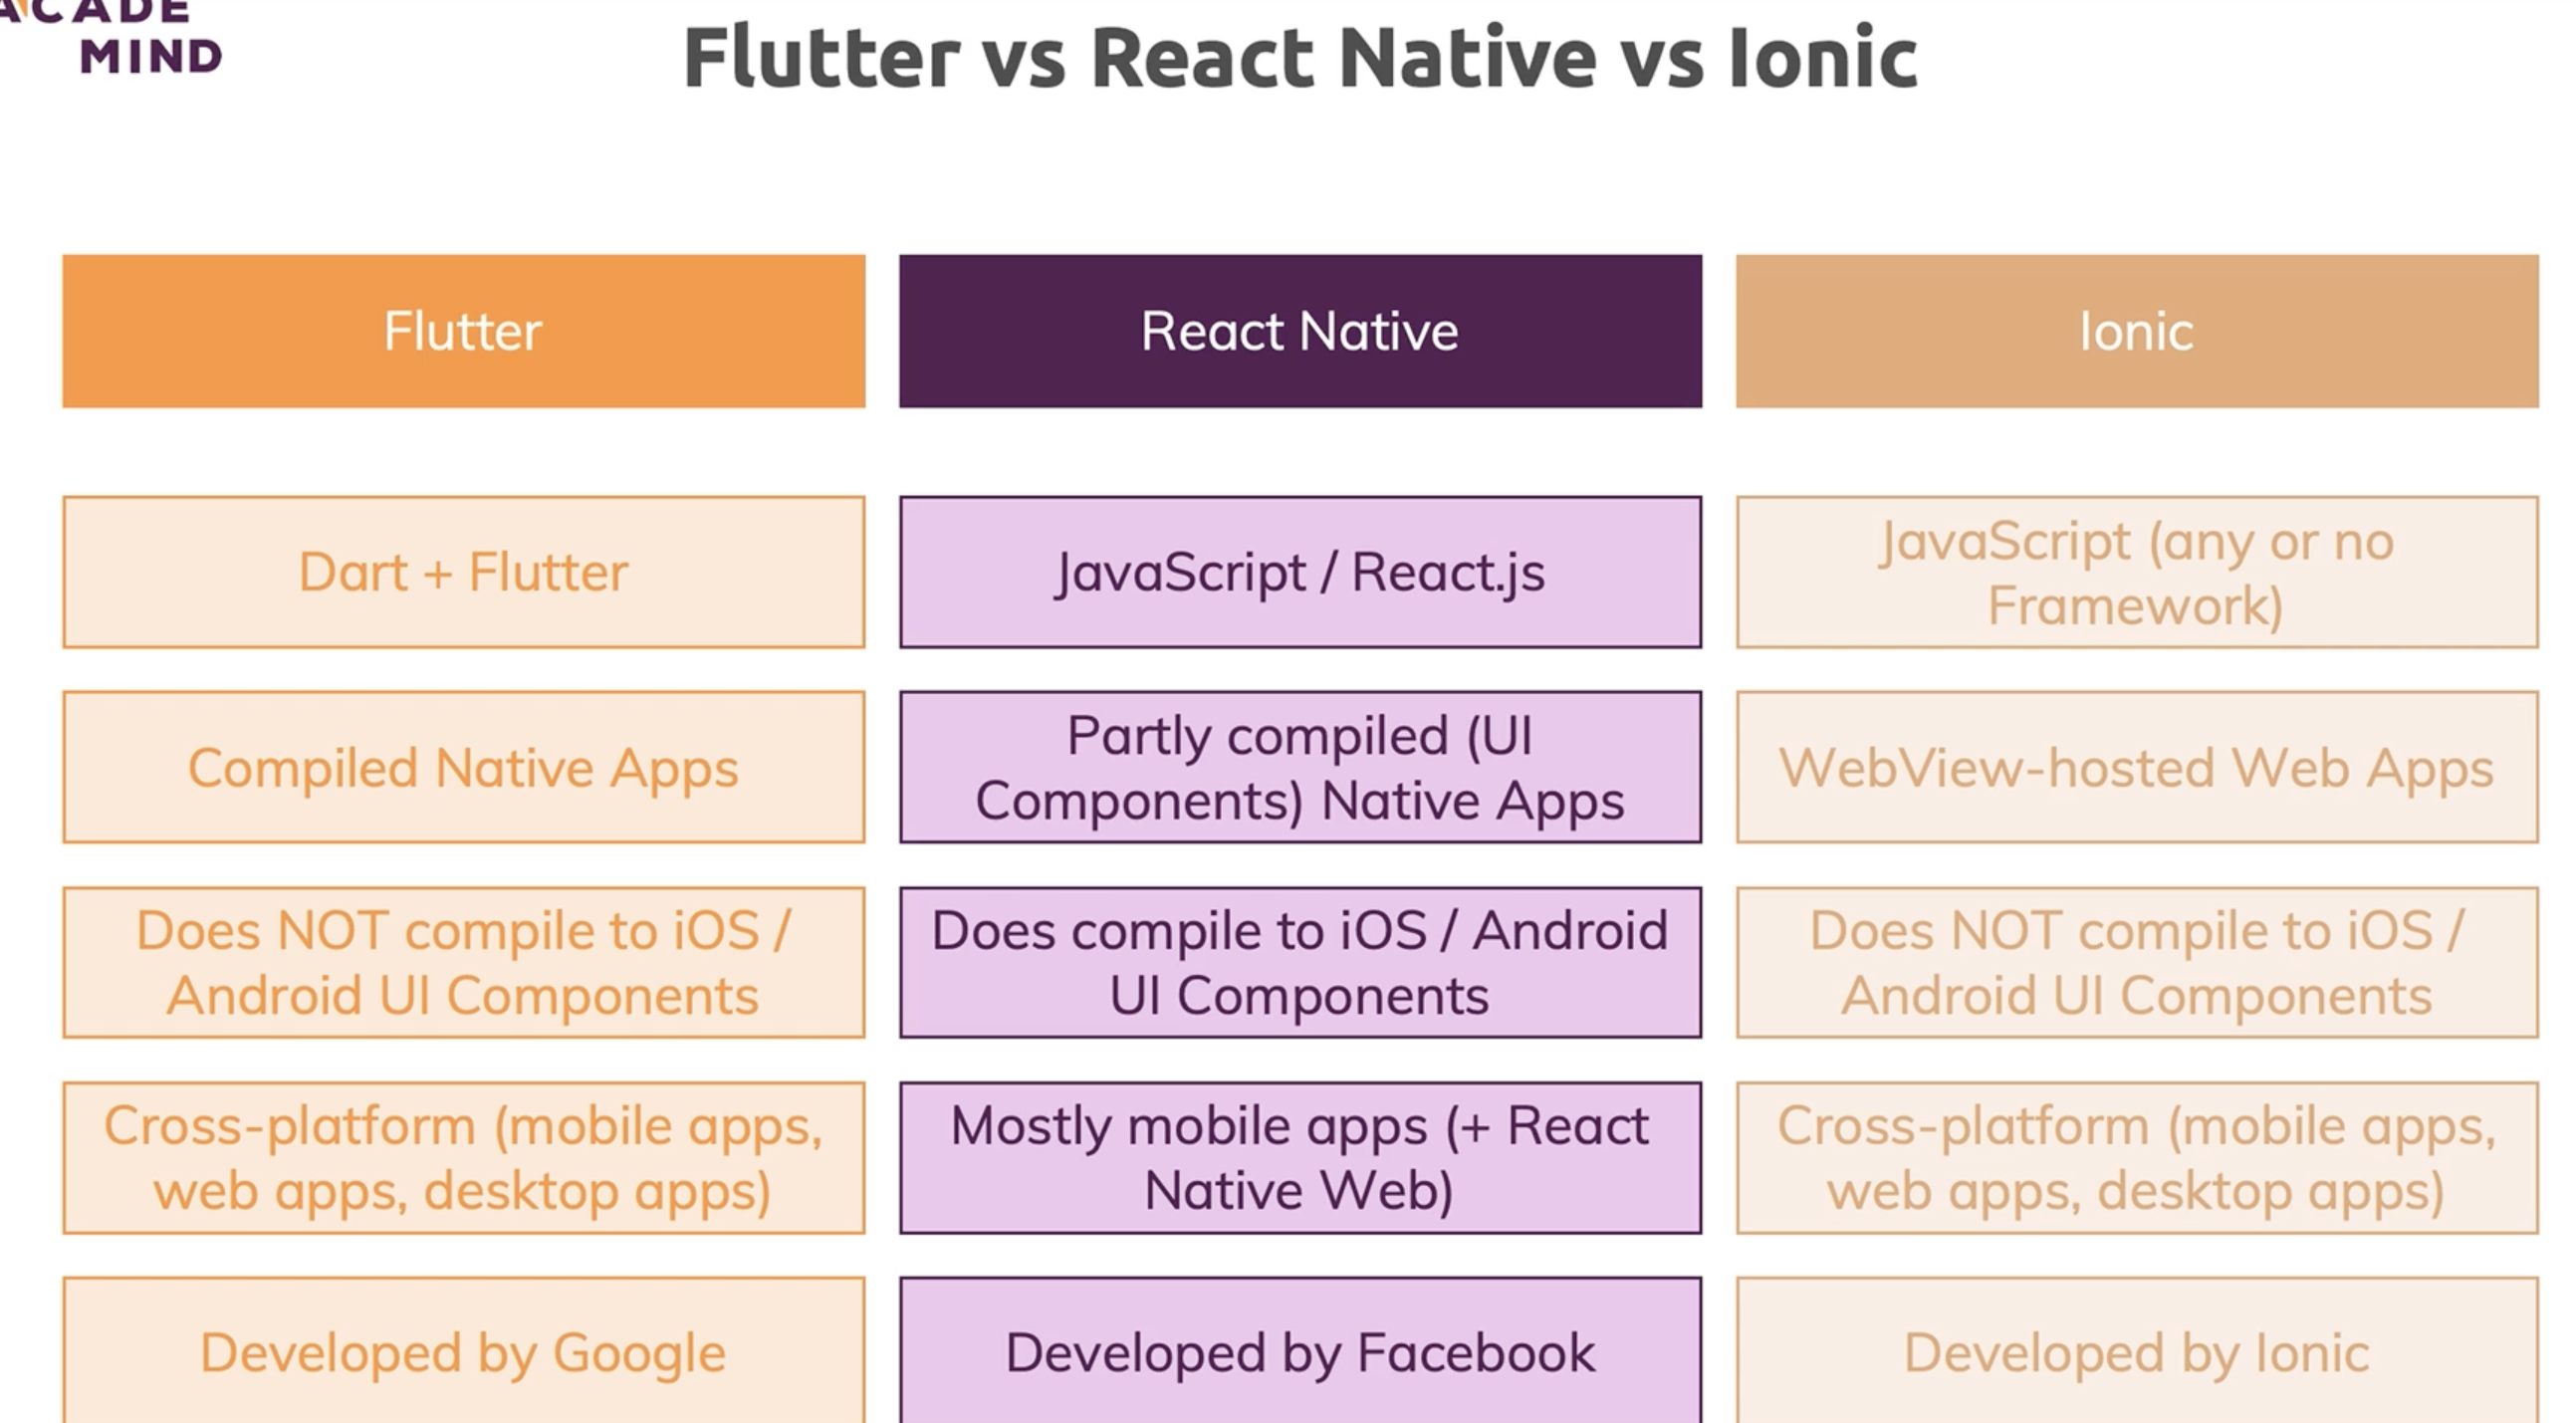 ACADE
MIND
Flutter vs React Native vs Ionic
Flutter
React Native
Ionic
Dart + Flutter
JavaScript / React.js
JavaScript (any or no
Framework)
Compiled Native Apps
Partly compiled (UI
Components) Native Apps
WebView-hosted Web Apps
Does NOT compile to iOS /
Android UI Components
Does compile to iOS / Android
UI Components
Does NOT compile to iOS /
Android UI Components
Cross-platform (mobile apps,
web apps, desktop apps)
Mostly mobile apps (+ React
Native Web)
Cross-platform (mobile apps,
web apps, desktop apps)
Developed by Google
Developed by Facebook
Developed by Ionic